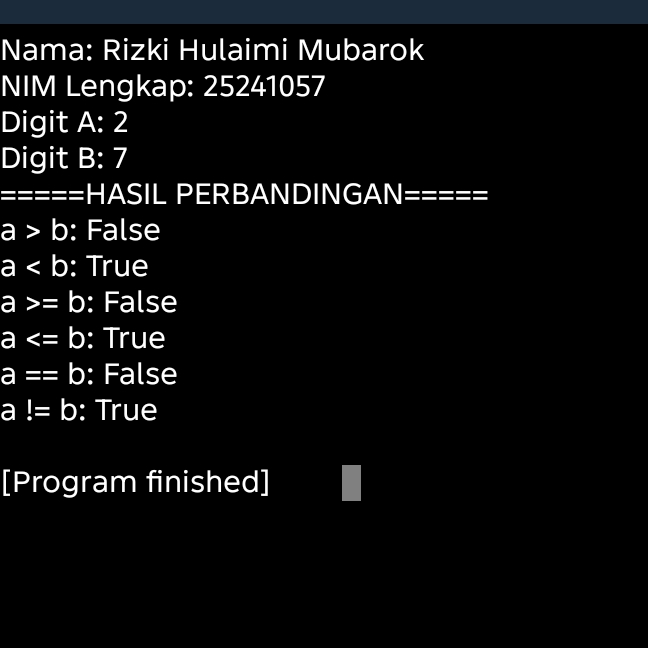 Nama: Rizki Hulaimi Mubarok
NIM Lengkap: 25241057
Digit A: 2
Digit B: 7
=====HASIL PERBANDINGAN=====
a > b: False
a < b: True
a >= b: False
a <= b: True
a == b: False
a != b: True
[Program finished]